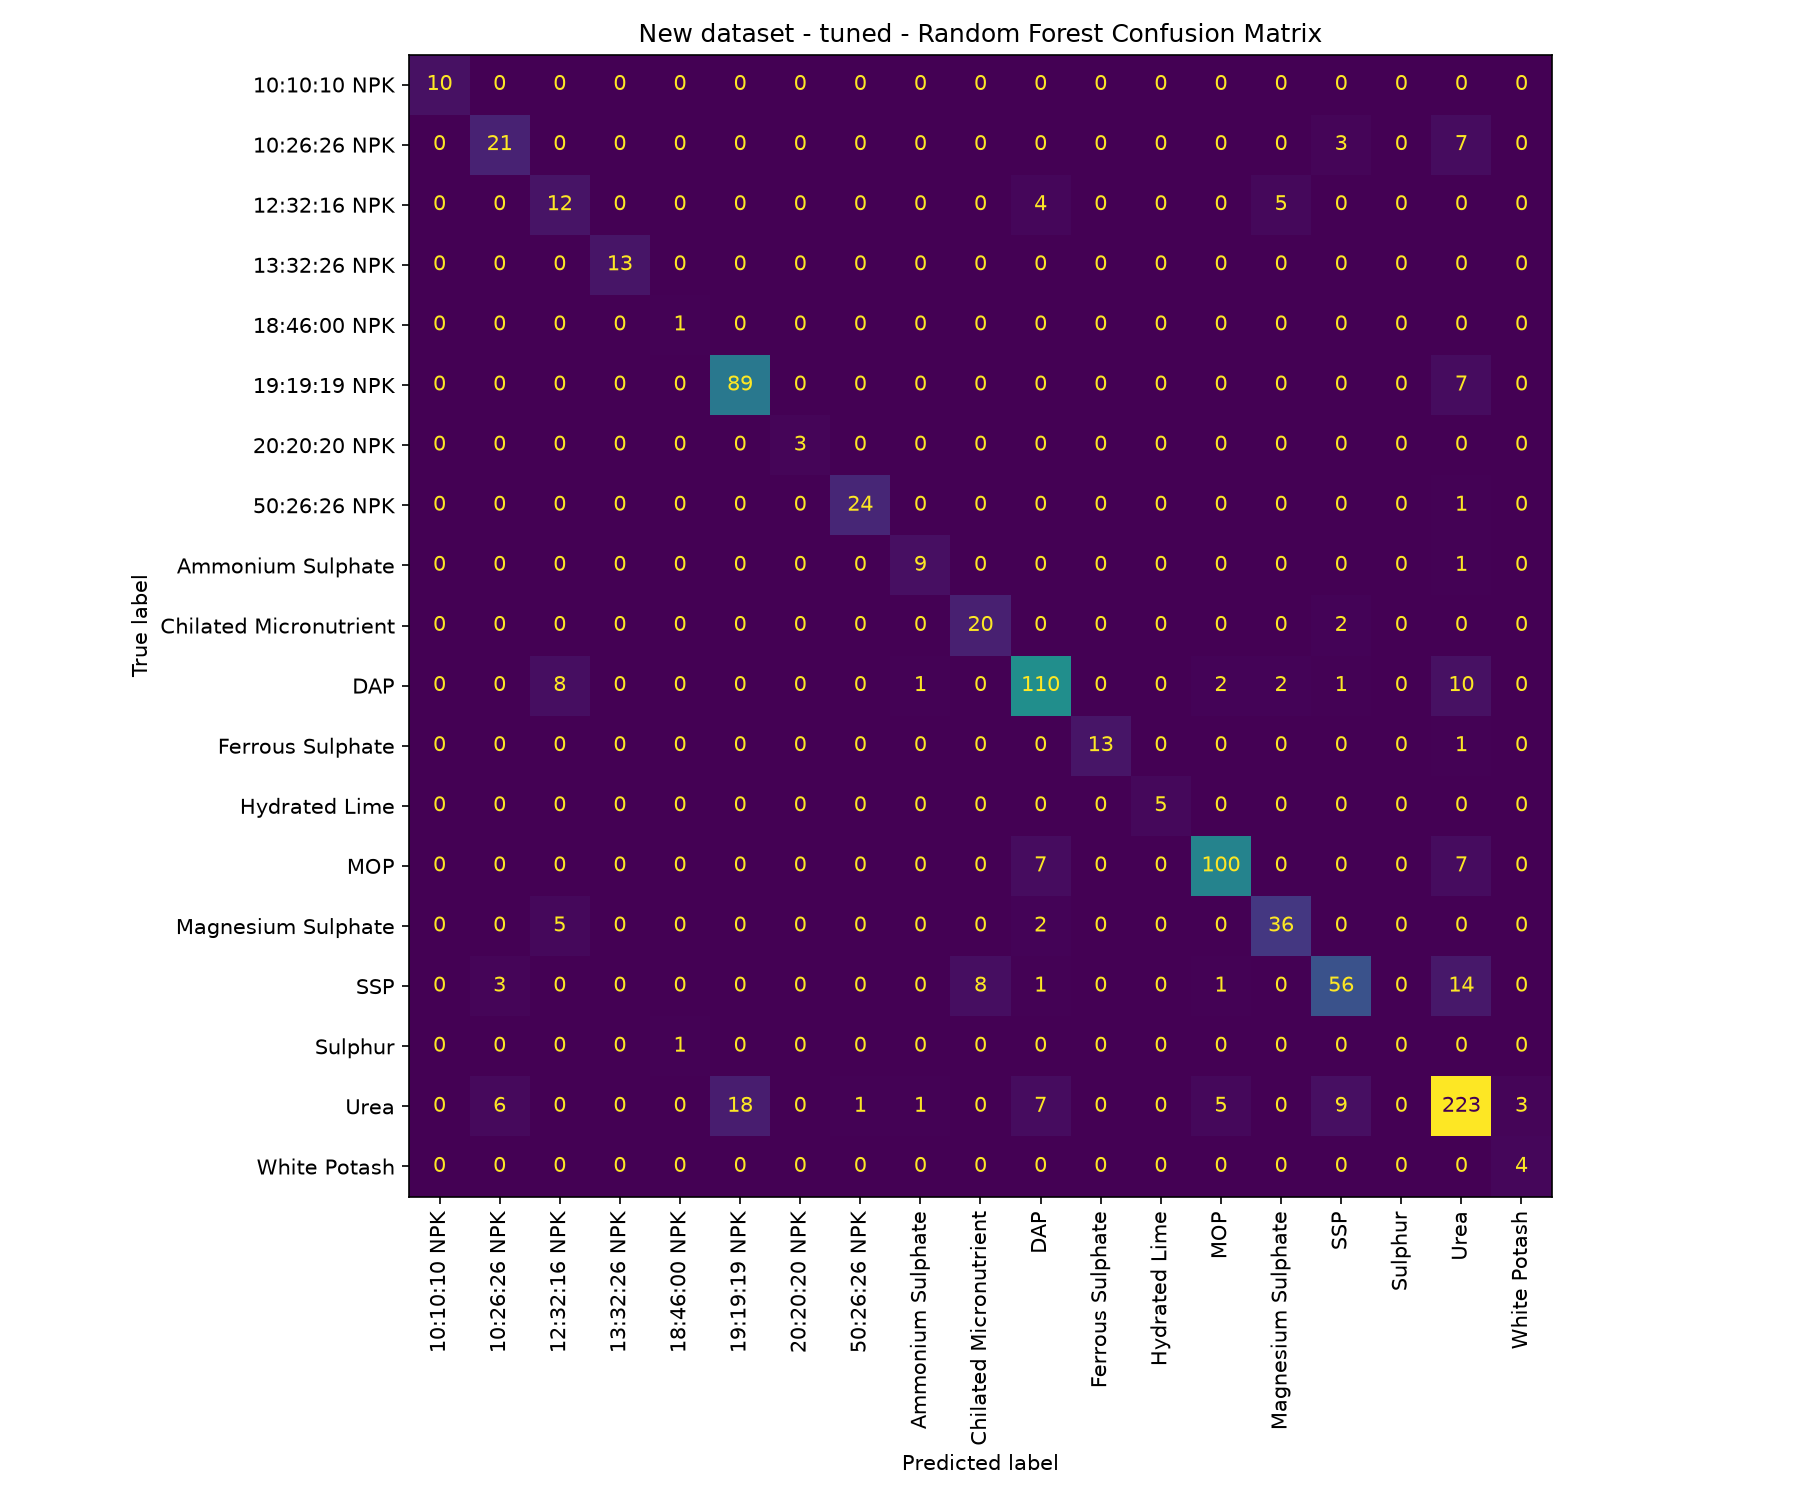 New dataset - tuned - Random Forest Confusion Matrix
10:10:10 NPK 10 0 0 0 0 0 0 0 0 0 0 0 0 0 0 0 0 0 0
10:26:26 NPK 0 21 0 0 0 0 0 0 0 0 0 0 0 0 0 3 0 7 0
12:32:16 NPK 0 0 12 0 0 0 0 0 0 0 4 0 0 0 5 0 0 0 0
13:32:26 NPK 0 0 0 13 0 0 0 0 0 0 0 0 0 0 0 0 0 0 0
18:46:00 NPK 0 0 0 0 1 0 0 0 0 0 0 0 0 0 0 0 0 0 0
19:19:19 NPK 0 0 0 0 0 89 0 0 0 0 0 0 0 0 0 0 0 7 0
20:20:20 NPK 0 0 0 0 0 0 3 0 0 0 0 0 0 0 0 0 0 0 0
50:26:26 NPK 0 0 0 0 0 0 0 24 0 0 0 0 0 0 0 0 0 1 0
Ammonium Sulphate 0 0 0 0 0 0 0 0 9 0 0 0 0 0 0 0 0 1 0
Chilated Micronutrient 0 0 0 0 0 0 0 0 0 20 0 0 0 0 0 2 0 0 0
DAP 0 0 8 0 0 0 0 0 1 0 110 0 0 2 2 1 0 10 0
Ferrous Sulphate 0 0 0 0 0 0 0 0 0 0 0 13 0 0 0 0 0 1 0
Hydrated Lime 0 0 0 0 0 0 0 0 0 0 0 0 5 0 0 0 0 0 0
MOP 0 0 0 0 0 0 0 0 0 0 7 0 0 100 0 0 0 7 0
Magnesium Sulphate 0 0 5 0 0 0 0 0 0 0 2 0 0 0 36 0 0 0 0
SSP 0 3 0 0 0 0 0 0 0 8 1 0 0 1 0 56 0 14 0
Sulphur 0 0 0 0 1 0 0 0 0 0 0 0 0 0 0 0 0 0 0
Urea 0 6 0 0 0 18 0 1 1 0 7 0 0 5 0 9 0 223 3
White Potash 0 0 0 0 0 0 0 0 0 0 0 0 0 0 0 0 0 0 4
True label
10:10:10 NPK
10:26:26 NPK
12:32:16 NPK
13:32:26 NPK
18:46:00 NPK
19:19:19 NPK
20:20:20 NPK
50:26:26 NPK
Ammonium Sulphate
Chilated Micronutrient
DAP
Ferrous Sulphate
Hydrated Lime
MOP
Magnesium Sulphate
SSP
Sulphur
Urea
White Potash
Predicted label